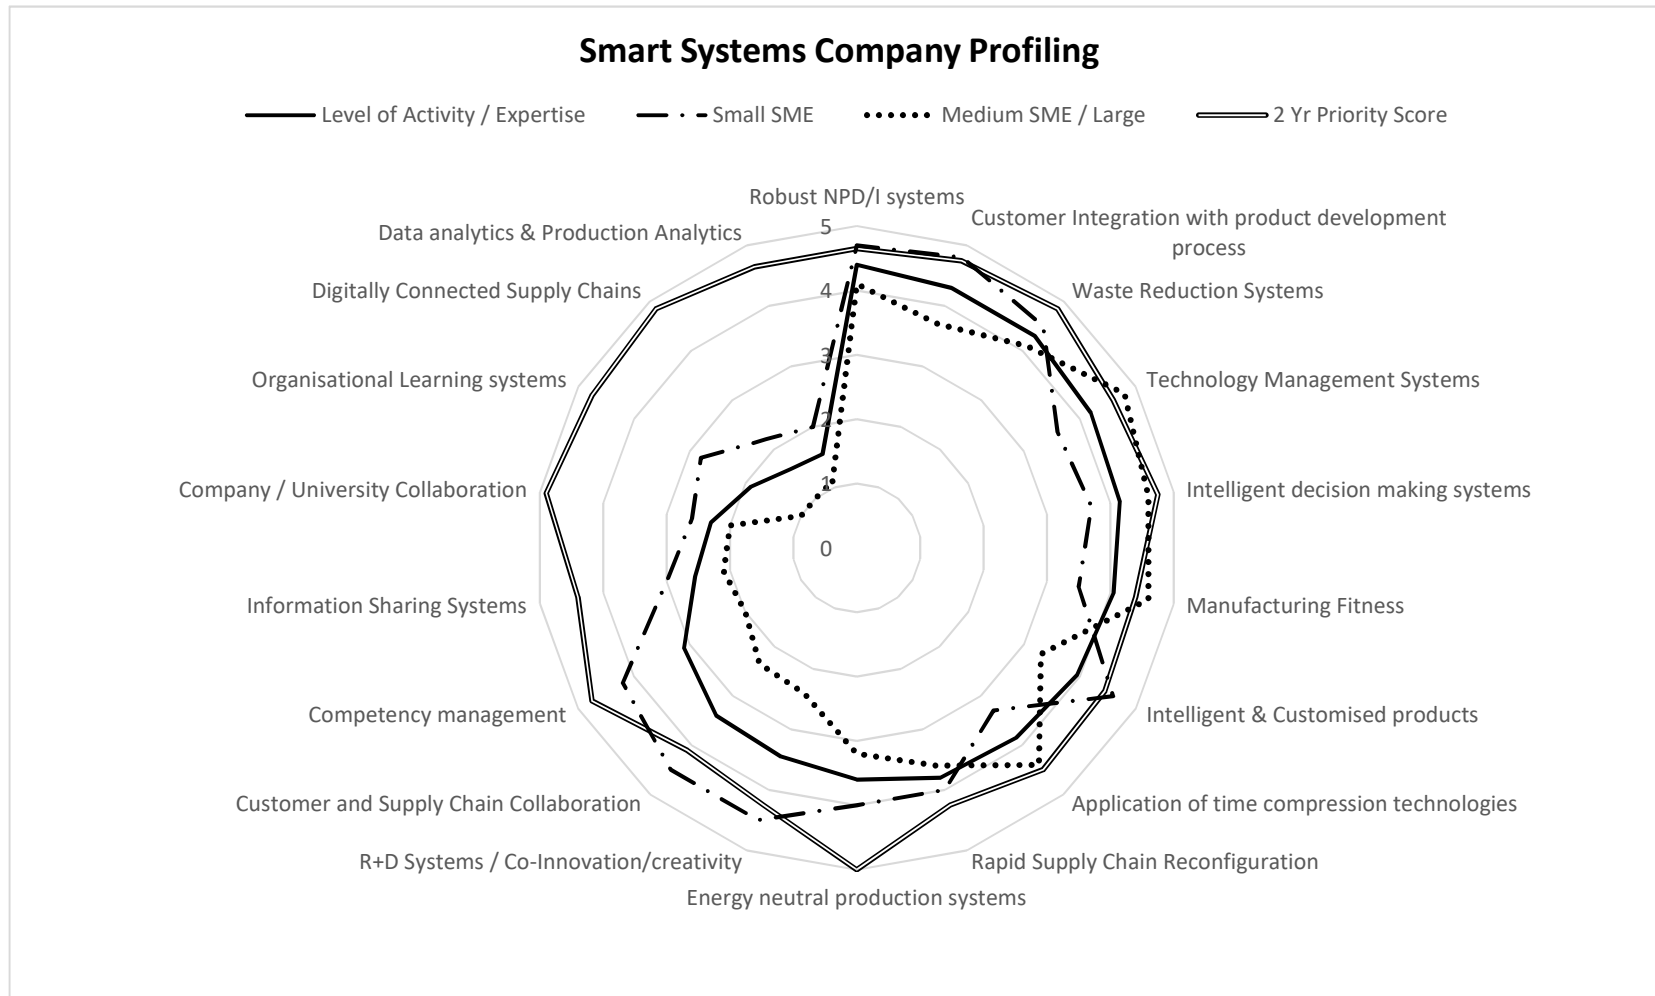 Smart Systems Company Profiling
Level of Activity / Expertise
Small SME
Medium SME / Large
2 Yr Priority Score
Robust NPD/I systems
Customer Integration with product development
process
Waste Reduction Systems
Technology Management Systems
Intelligent decision making systems
Manufacturing Fitness
Intelligent & Customised products
Application of time compression technologies
Rapid Supply Chain Reconfiguration
Energy neutral production systems
R+D Systems / Co-Innovation/creativity
Customer and Supply Chain Collaboration
Competency management
Information Sharing Systems
Company / University Collaboration
Organisational Learning systems
Digitally Connected Supply Chains
Data analytics & Production Analytics
5
4
3
2
1
0